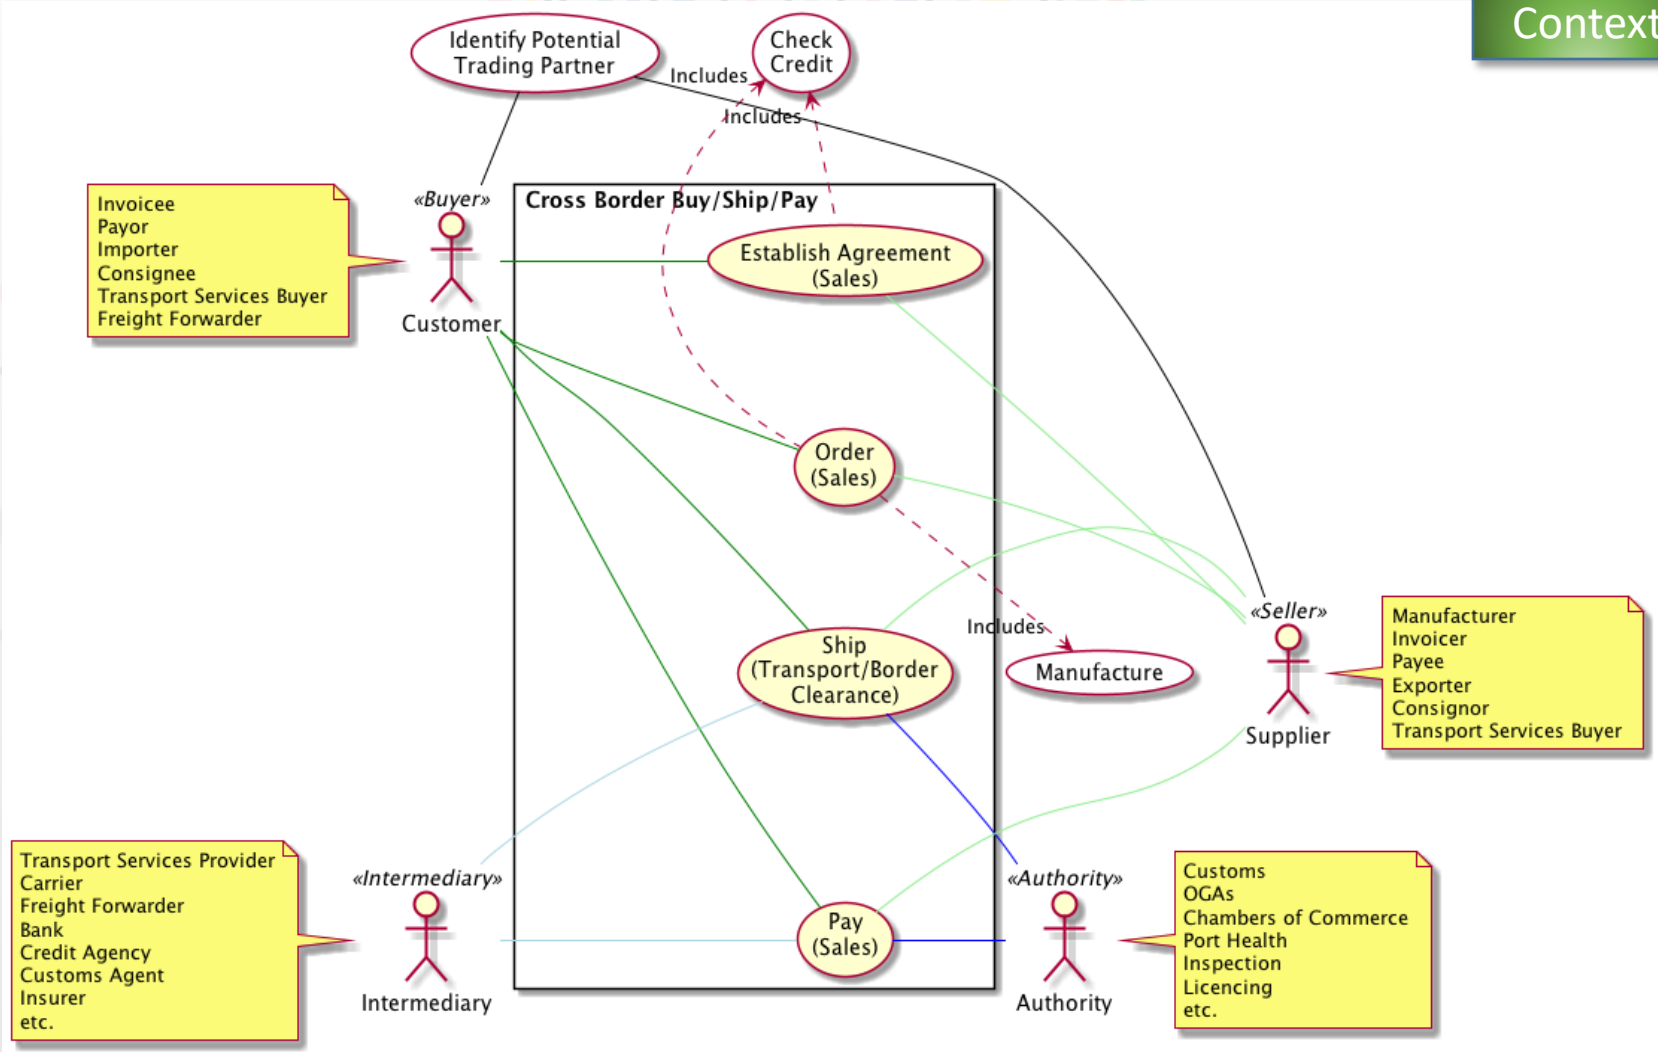 Context
Identify Potential
Trading Partner
Check
Credit
Includes
Includes
Invoicee
Payor
Importer
Consignee
Transport Services Buyer
Freight Forwarder
«Buyer»
Customer
Cross Border Buy/Ship/Pay
Establish Agreement
(Sales)
Order
(Sales)
Ship
(Transport/Border
Clearance)
Includes
Manufacture
«Seller»
Supplier
Manufacturer
Invoicer
Payee
Exporter
Consignor
Transport Services Buyer
Transport Services Provider
Carrier
Freight Forwarder
Bank
Credit Agency
Customs Agent
Insurer
etc.
«Intermediary»
Intermediary
Pay
(Sales)
«Authority»
Authority
Customs
OGAs
Chambers of Commerce
Port Health
Inspection
Licencing
etc.